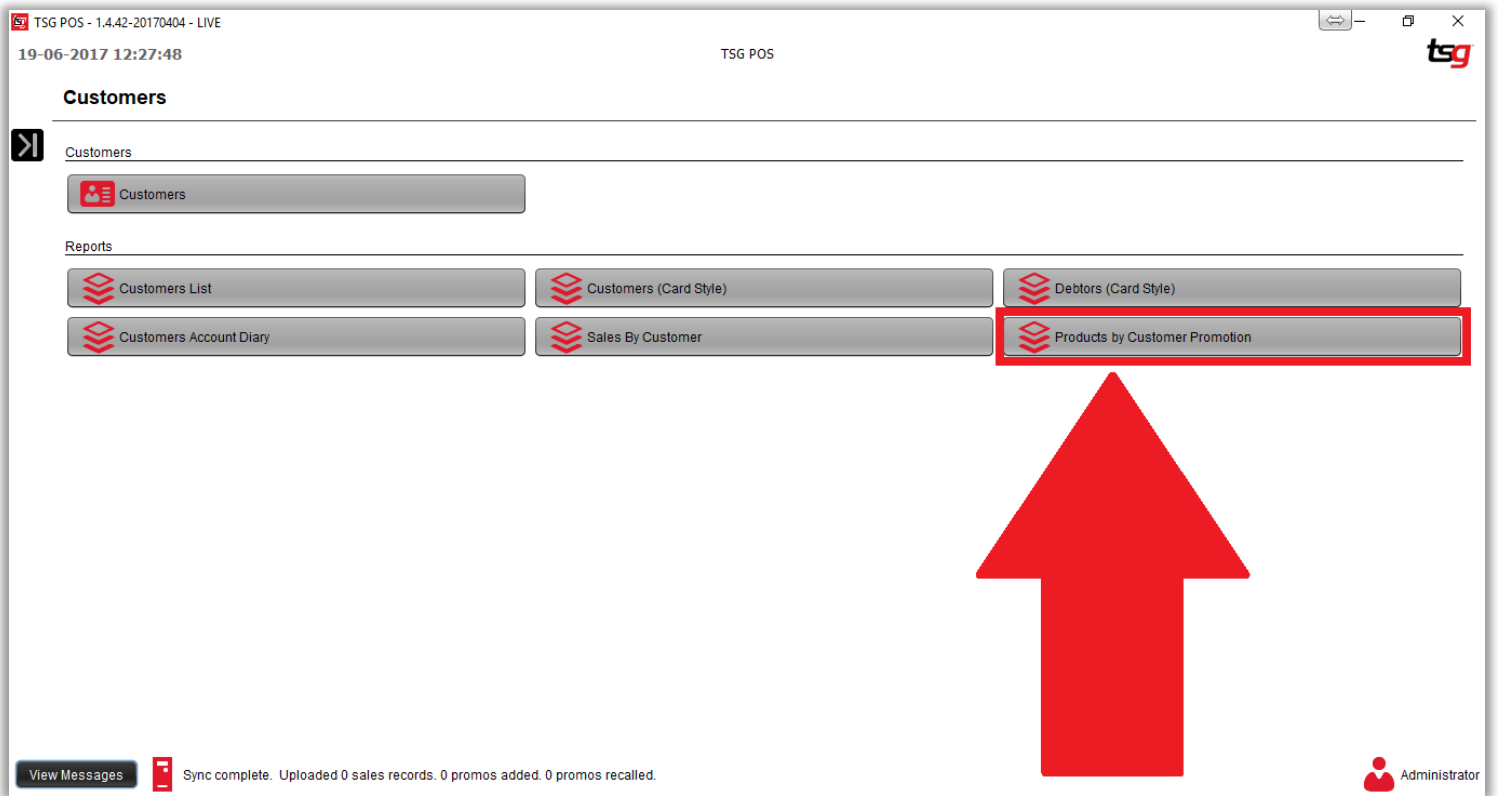 TSG POS - 1.4.42-20170404 - LIVE
19-06-2017 12:27:48
TSG POS
tsg
Customers
Customers
Customers
Reports
Customers List
Customers (Card Style)
Debtors (Card Style)
Customers Account Diary
Sales By Customer
Products by Customer Promotion
View Messages
Sync complete. Uploaded 0 sales records. 0 promos added. 0 promos recalled.
Administrator